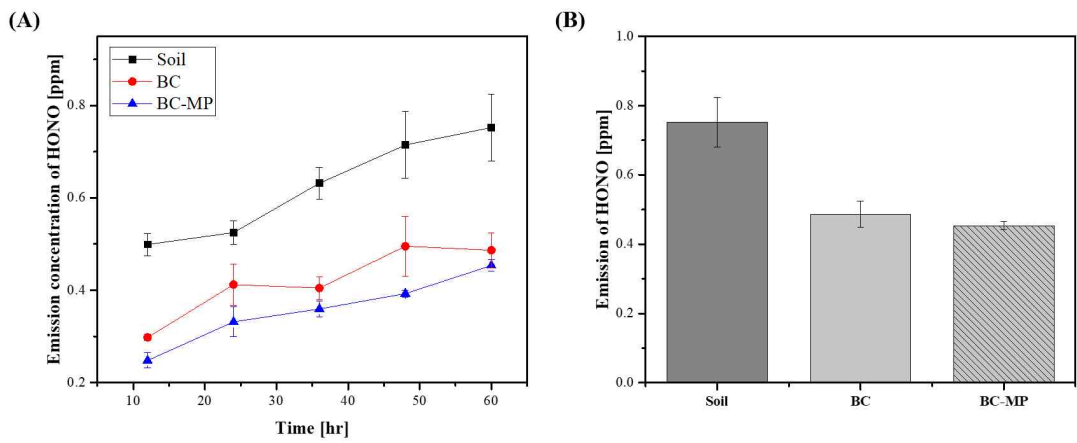 (A)
Emission concentration of HONO [ppm]
Soil
BC
BC-MP
0.8
0.6
0.4
0.2
10 20 30 40 50 60
Time [hr]
(B)
Emission of HONO [ppm]
1.0
0.8
0.6
0.4
0.2
0.0
Soil BC BC-MP